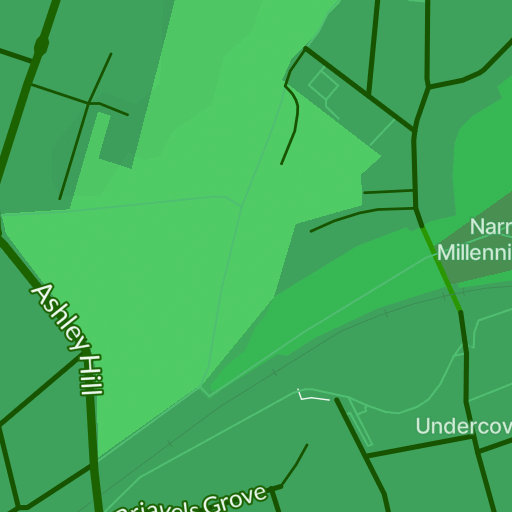 Narr
Millenni
Ashley Hill
Undercov
Briavels Grove